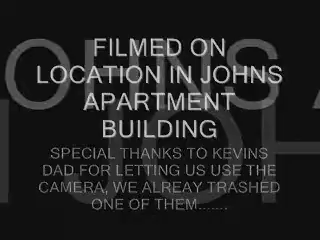 FILMED ON
LOCATION IN JOHNS
APARTMENT
BUILDING
SPECIAL THANKS TO KEVINS
DAD FOR LETTING US USE THE
CAMERA, WE ALREAY TRASHED
ONE OF THEM.......